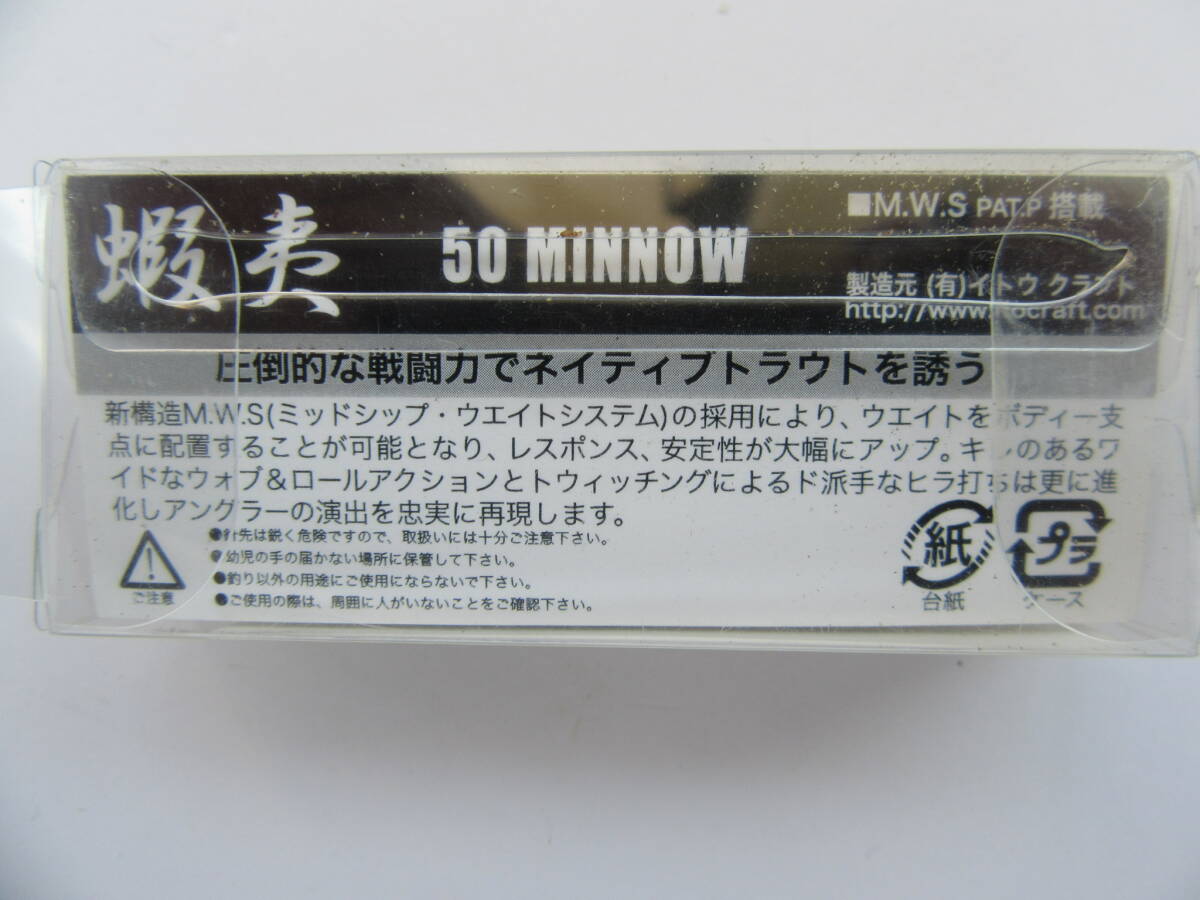 蝦夷 50 MINNOW
■M.W.S PAT.P 搭載
製造元 (有)イトウ クラフト
http://www.itocraft.com
圧倒的な戦闘力でネイティブトラウトを誘う
新構造M.W.S(ミッドシップ・ウエイトシステム)の採用により、ウエイトをボディー支
点に配置することが可能となり、レスポンス、安定性が大幅にアップ。キレのあるワ
イドなウォブ&ロールアクションとトウィッチングによるド派手なヒラ打ちは更に進
化しアングラーの演出を忠実に再現します。
ご注意
●針先は鋭く危険ですので、取扱いには十分ご注意下さい。
●幼児の手の届かない場所に保管して下さい。
●釣り以外の用途にご使用にならないで下さい。
●ご使用の際は、周囲に人がいないことをご確認下さい。
紙
台紙
プラ
ケース